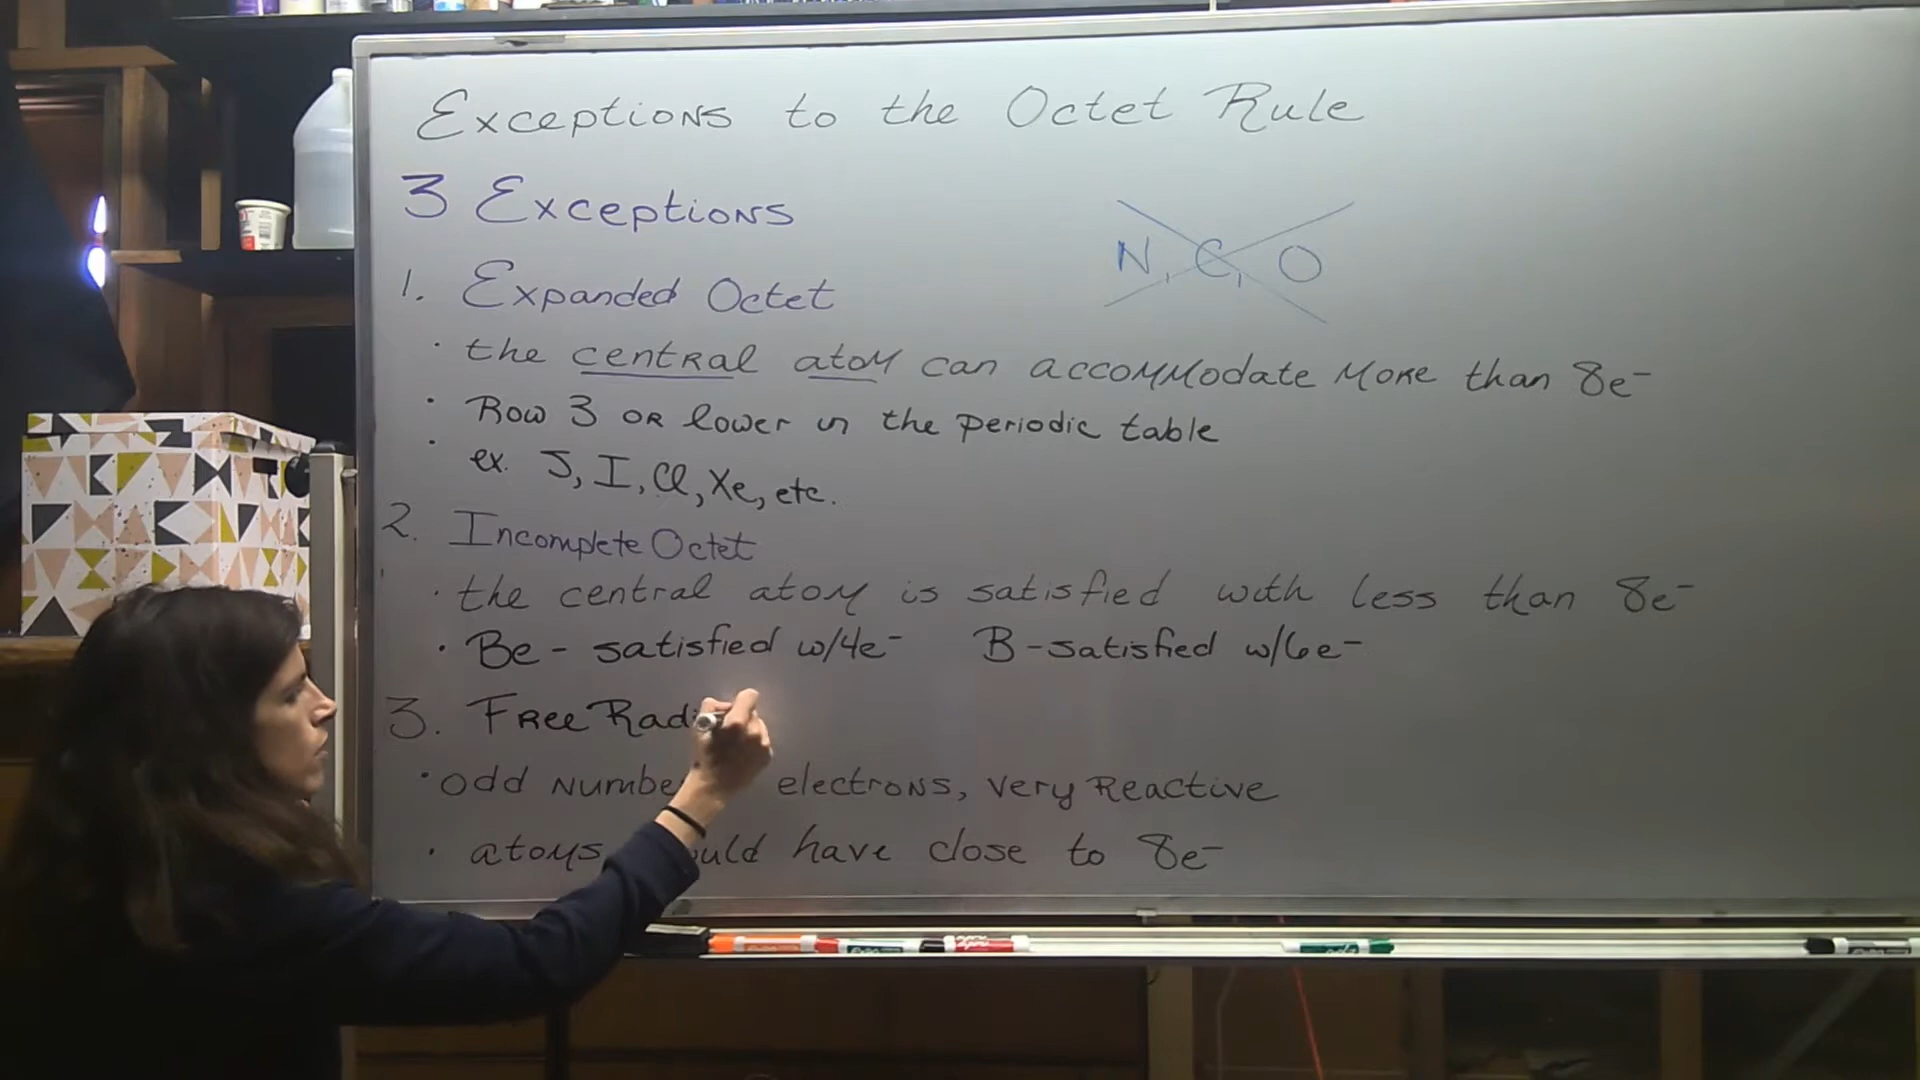 Exceptions to the Octet Rule
3 Exceptions
N, C, O
1. Expanded Octet
· the central atom can accommodate more than 8e⁻
· Row 3 or lower in the periodic table
· ex. S, I, Cl, Xe, etc.
2. Incomplete Octet
· the central atom is satisfied with less than 8e⁻
· Be - satisfied w/4e⁻ B - satisfied w/6e⁻
3. Free Radi
· odd numbe electrons, very reactive
· atoms ould have close to 8e⁻